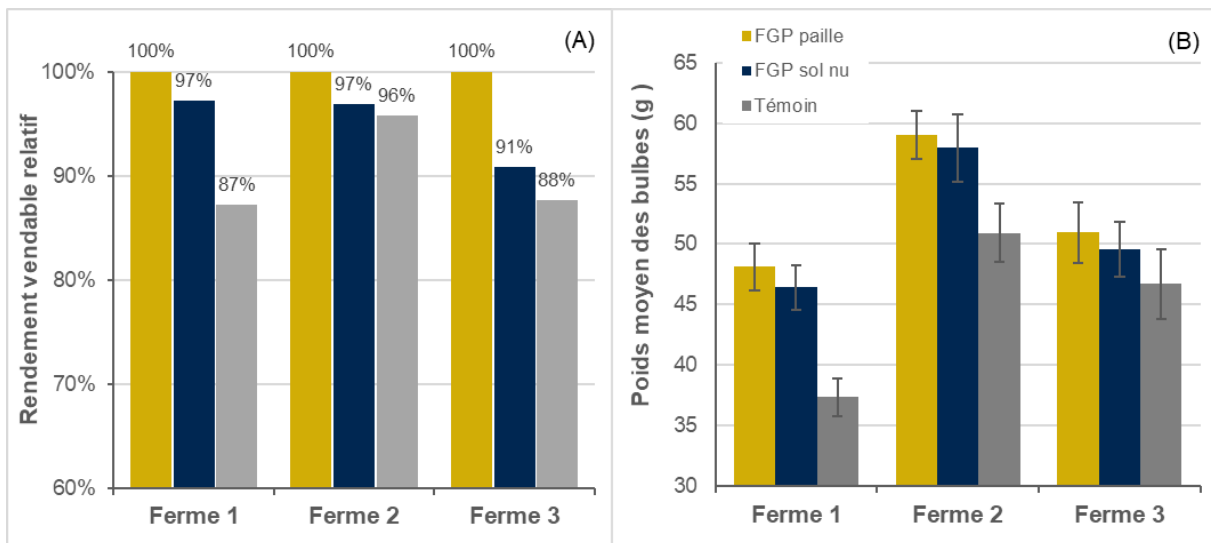 (A)
100%
100%
100%
100%
97%
97%
96%
91%
90%
87%
88%
80%
70%
60%
Rendement vendable relatif
Ferme 1
Ferme 2
Ferme 3
FGP paille
FGP sol nu
Témoin
(B)
65
60
55
50
45
40
35
30
Poids moyen des bulbes (g )
Ferme 1
Ferme 2
Ferme 3